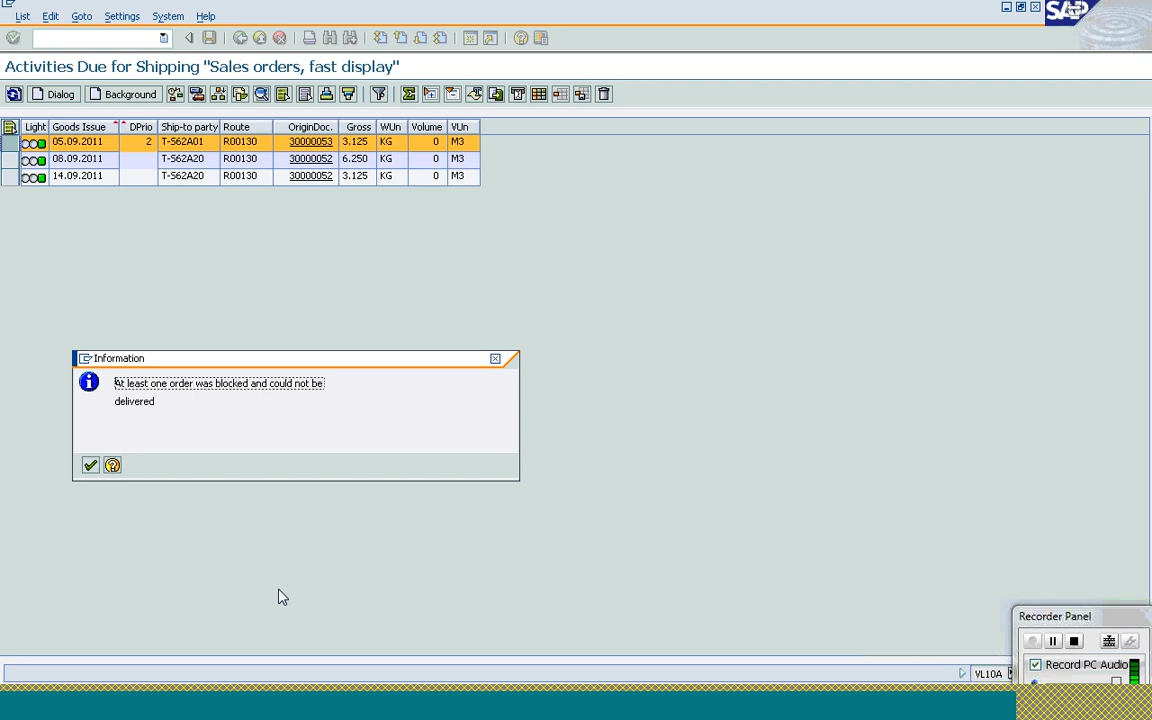 List Edit Goto Settings System Help
SAP
Activities Due for Shipping "Sales orders, fast display"
Dialog Background
Light Goods Issue DPrio Ship-to party Route OriginDoc. Gross WUn Volume VUn
05.09.2011 2 T-S62A01 R00130 30000053 3.125 KG 0 M3
08.09.2011 T-S62A20 R00130 30000052 6.250 KG 0 M3
14.09.2011 T-S62A20 R00130 30000052 3.125 KG 0 M3
Information
At least one order was blocked and could not be
delivered
Recorder Panel
Record PC Audio
VL10A